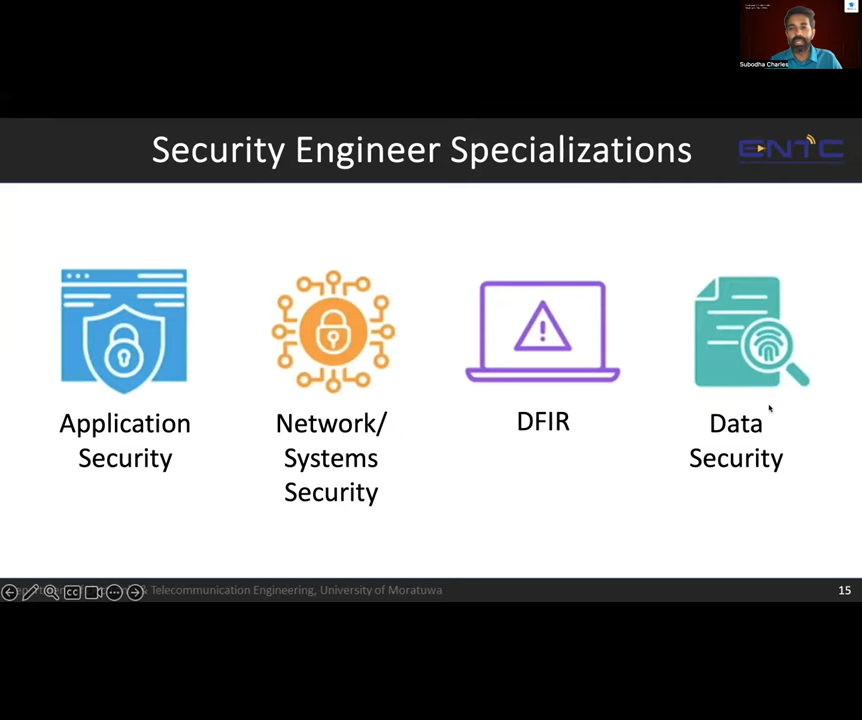 Subodha Charles
Security Engineer Specializations
ENTC
Application
Security
Network/
Systems
Security
DFIR
Data
Security
& Telecommunication Engineering, University of Moratuwa
15
CC